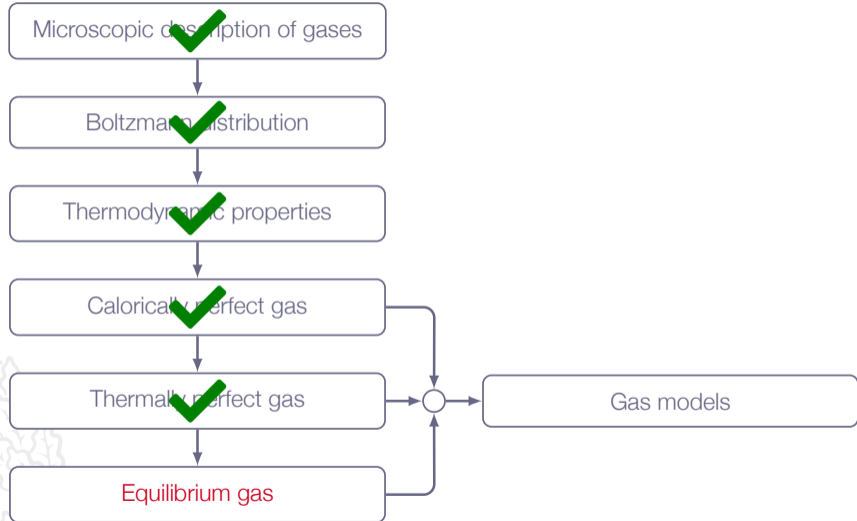 Microscopic description of gases
Boltzmann distribution
Thermodynamic properties
Calorically perfect gas
Thermally perfect gas
Gas models
Equilibrium gas